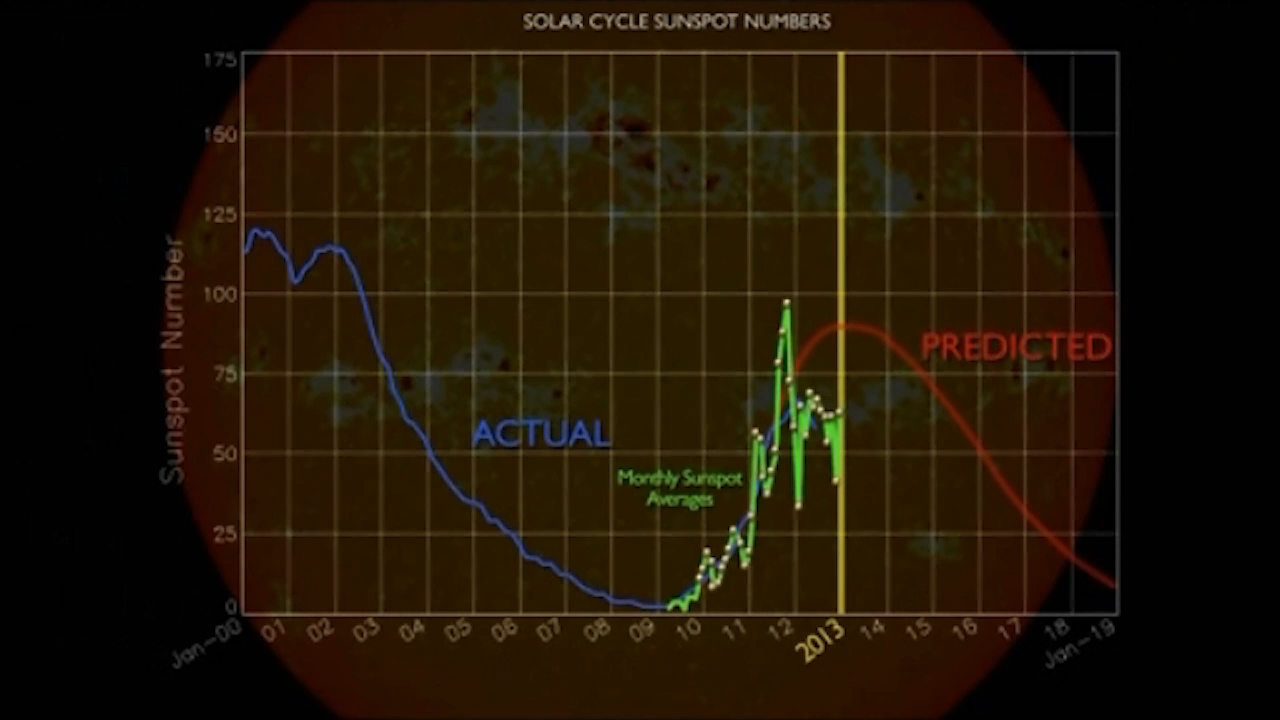 SOLAR CYCLE SUNSPOT NUMBERS
175
150
125
100
75
50
25
0
Sunspot Number
ACTUAL
PREDICTED
Monthly Sunspot
Averages
Jan-00 01 02 03 04 05 06 07 08 09 10 11 12 2013 14 15 16 17 18 Jan-19